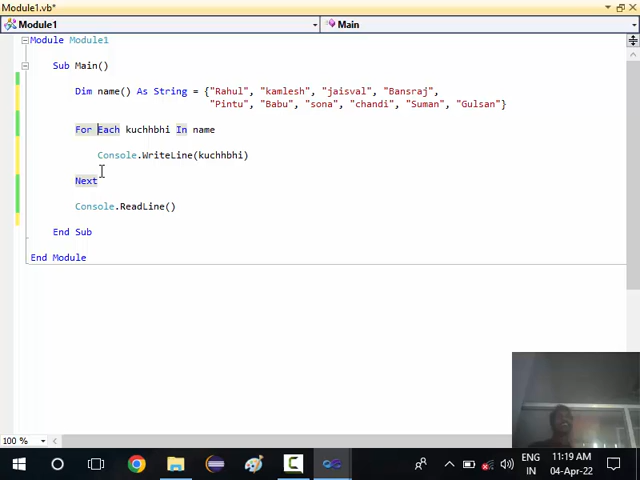 Module1.vb*
Module1
Main
Module Module1
Sub Main()
Dim name() As String = {"Rahul", "kamlesh", "jaisval", "Bansraj",
"Pintu", "Babu", "sona", "chandi", "Suman", "Gulsan"}
For Each kuchhbhi In name
Console.WriteLine(kuchhbhi)
Next
Console.ReadLine()
End Sub
End Module
100 %
ENG
IN
11:19 AM
04-Apr-22